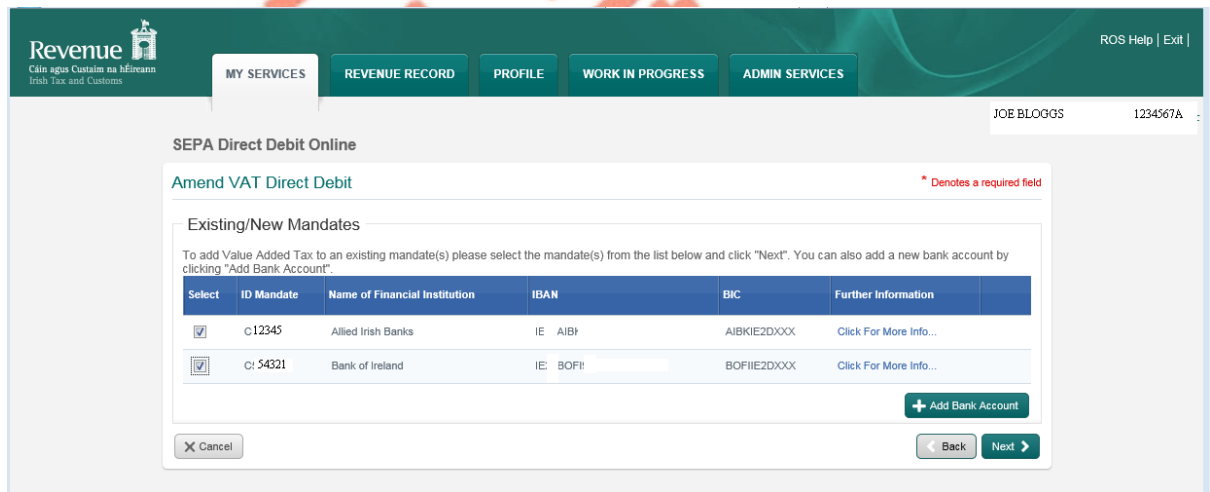 ROS Help | Exit |
Revenue
Cáin agus Custaim na hÉireann
Irish Tax and Customs
MY SERVICES REVENUE RECORD PROFILE WORK IN PROGRESS ADMIN SERVICES
JOE BLOGGS 1234567A
SEPA Direct Debit Online
Amend VAT Direct Debit * Denotes a required field
Existing/New Mandates
To add Value Added Tax to an existing mandate(s) please select the mandate(s) from the list below and click "Next". You can also add a new bank account by
clicking "Add Bank Account".
Select ID Mandate Name of Financial Institution IBAN BIC Further Information
C 12345 Allied Irish Banks IE AIBK AIBKIE2DXXX Click For More Info...
54321 Bank of Ireland BOFIIE2DXXX Click For More Info...
+ Add Bank Account
X Cancel Back Next